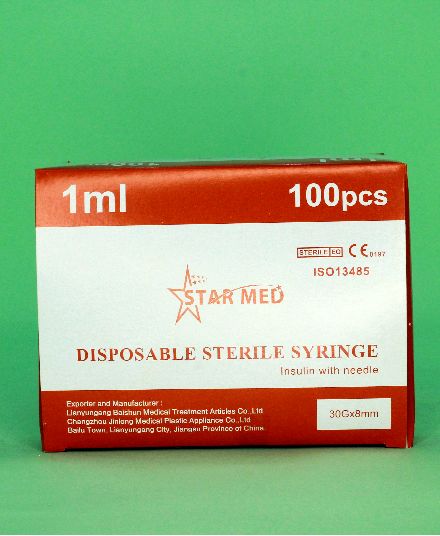 1ml 100pcs
STERILE EO CE 0197
ISO13485
STAR MED
DISPOSABLE STERILE SYRINGE
Insulin with needle
Exporter and Manufacturer :
Lianyungang Baishun Medical Treatment Articles Co.,Ltd
Changzhou Jinlong Medical Plastic Appliance Co.,Ltd
Bailu Town, Lianyungang City, Jiangsu Province of China
30Gx8mm